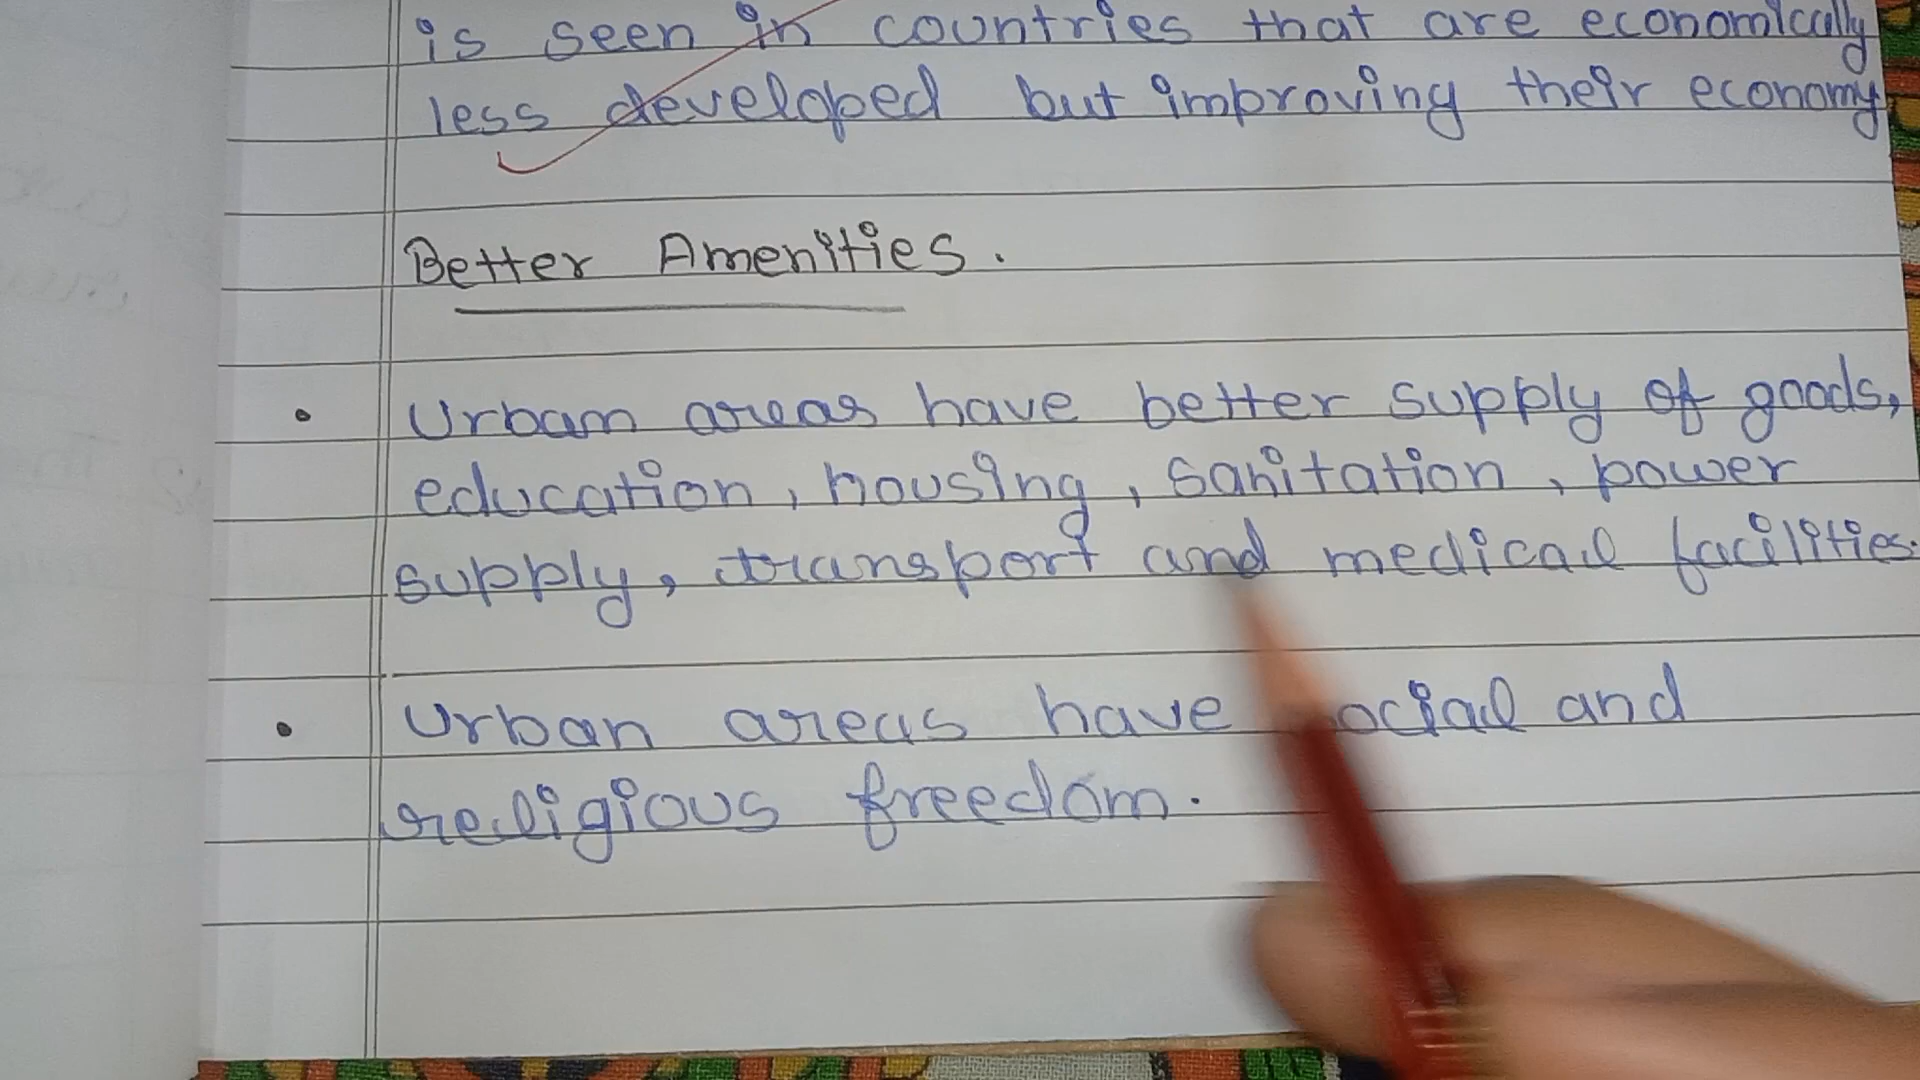 is seen in countries that are economically
less developed but improving their economy
Better Amenities.
• Urban areas have better supply of goods,
education, housing, sanitation, power
supply, transport and medical facilities.
• Urban areas have social and
religious freedom.